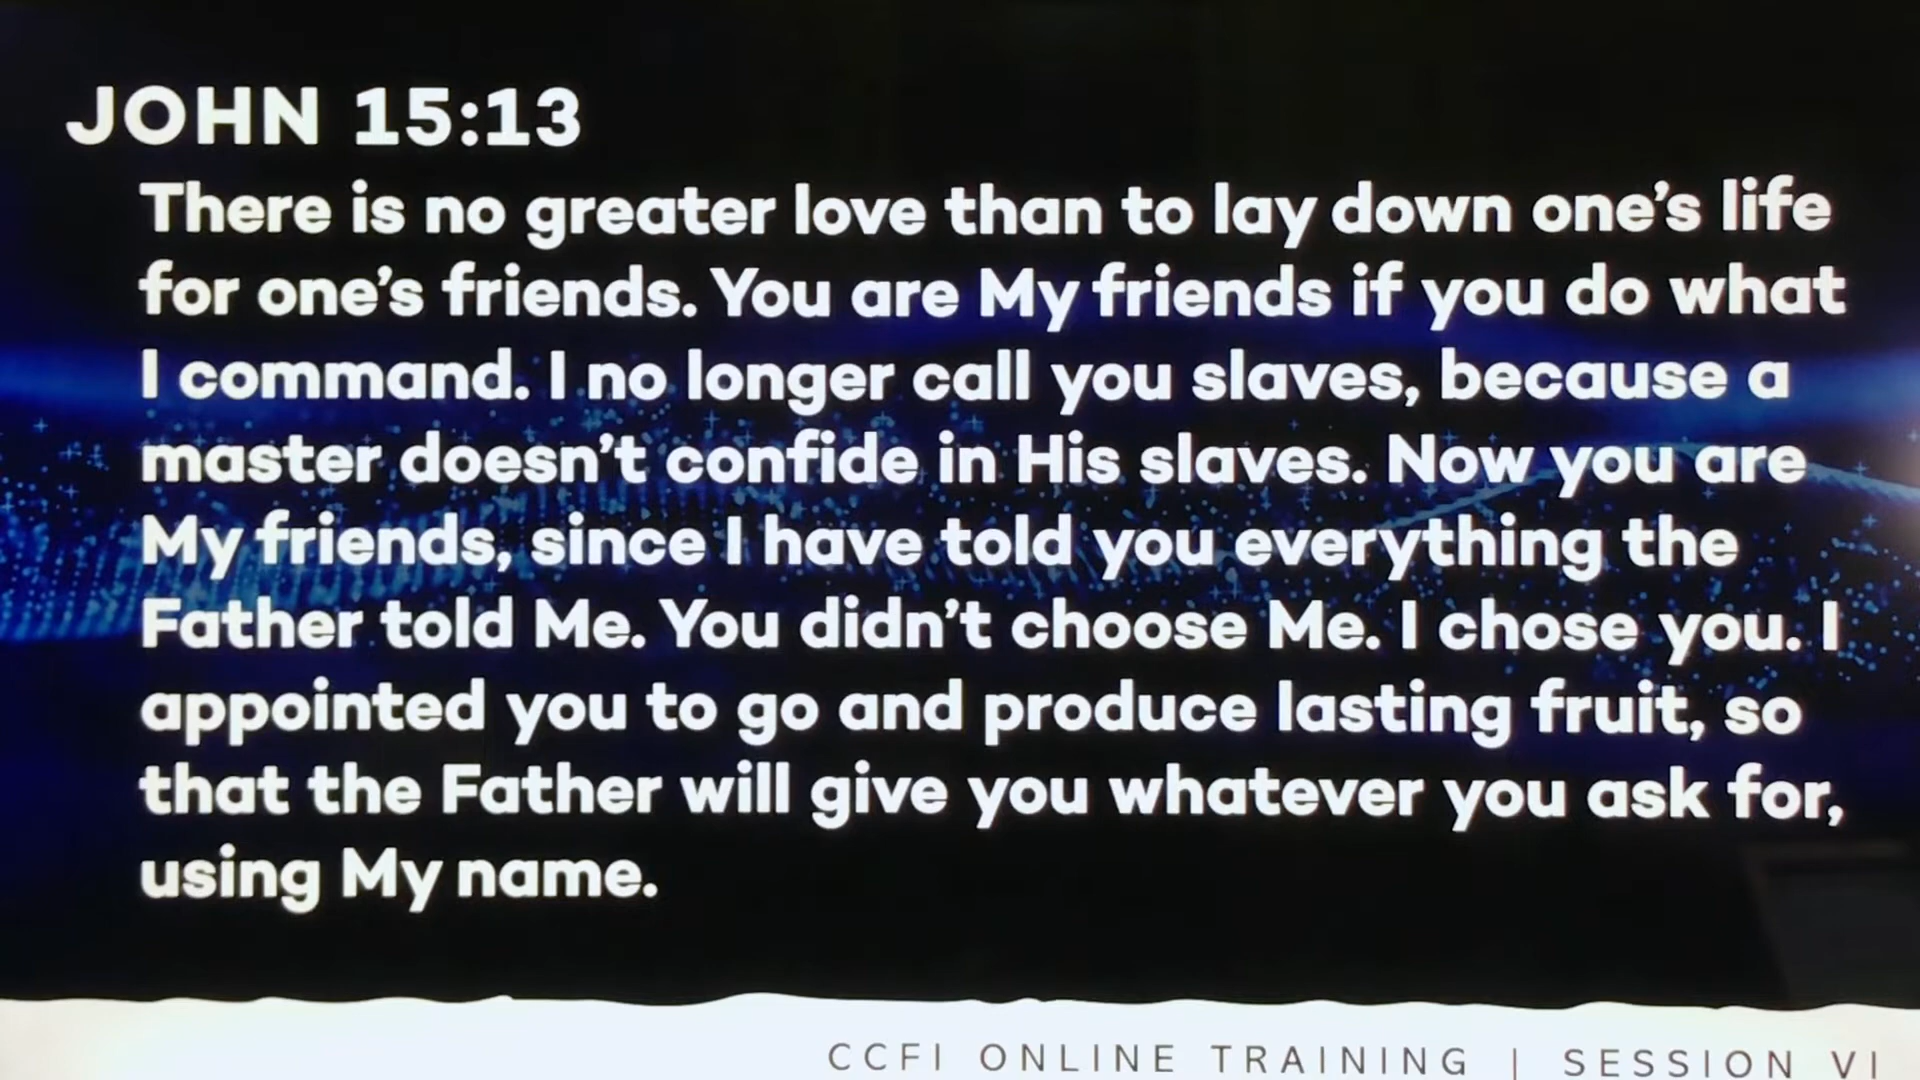 JOHN 15:13
There is no greater love than to lay down one’s life
for one’s friends. You are My friends if you do what
I command. I no longer call you slaves, because a
master doesn’t confide in His slaves. Now you are
My friends, since I have told you everything the
Father told Me. You didn’t choose Me. I chose you. I
appointed you to go and produce lasting fruit, so
that the Father will give you whatever you ask for,
using My name.
CCFI ONLINE TRAINING | SESSION VI